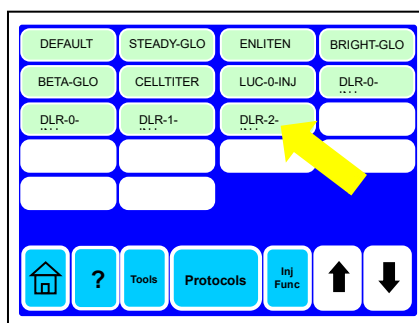 DEFAULT STEADY-GLO ENLITEN BRIGHT-GLO
BETA-GLO CELLTITER LUC-0-INJ DLR-0-
DLR-0- DLR-1- DLR-2-
? Tools Protocols Inj
Func